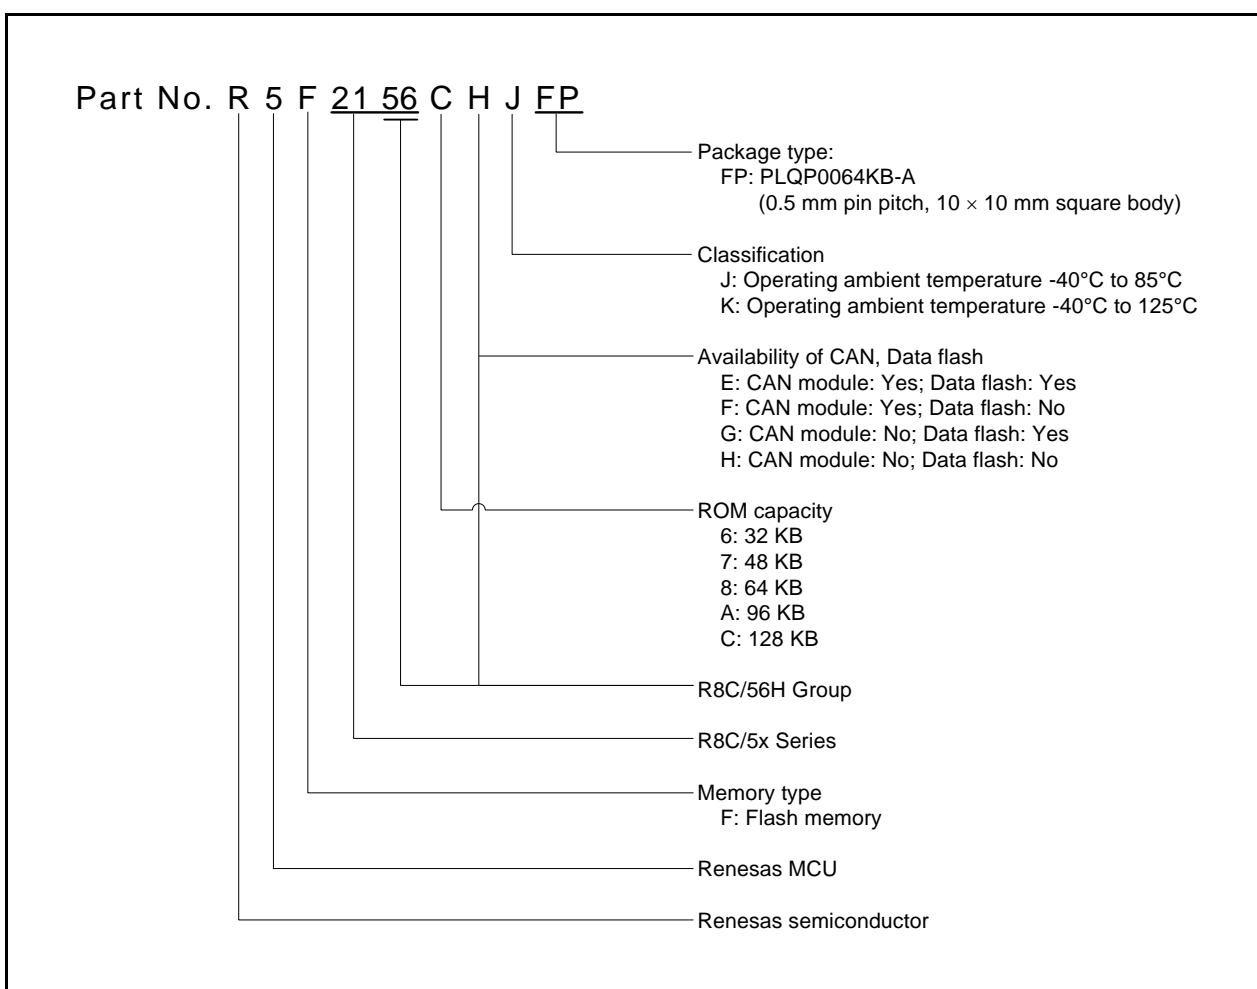 Part No. R 5 F 21 56 C H J FP
Package type:
FP: PLQP0064KB-A
(0.5 mm pin pitch, 10 × 10 mm square body)
Classification
J: Operating ambient temperature -40°C to 85°C
K: Operating ambient temperature -40°C to 125°C
Availability of CAN, Data flash
E: CAN module: Yes; Data flash: Yes
F: CAN module: Yes; Data flash: No
G: CAN module: No; Data flash: Yes
H: CAN module: No; Data flash: No
ROM capacity
6: 32 KB
7: 48 KB
8: 64 KB
A: 96 KB
C: 128 KB
R8C/56H Group
R8C/5x Series
Memory type
F: Flash memory
Renesas MCU
Renesas semiconductor